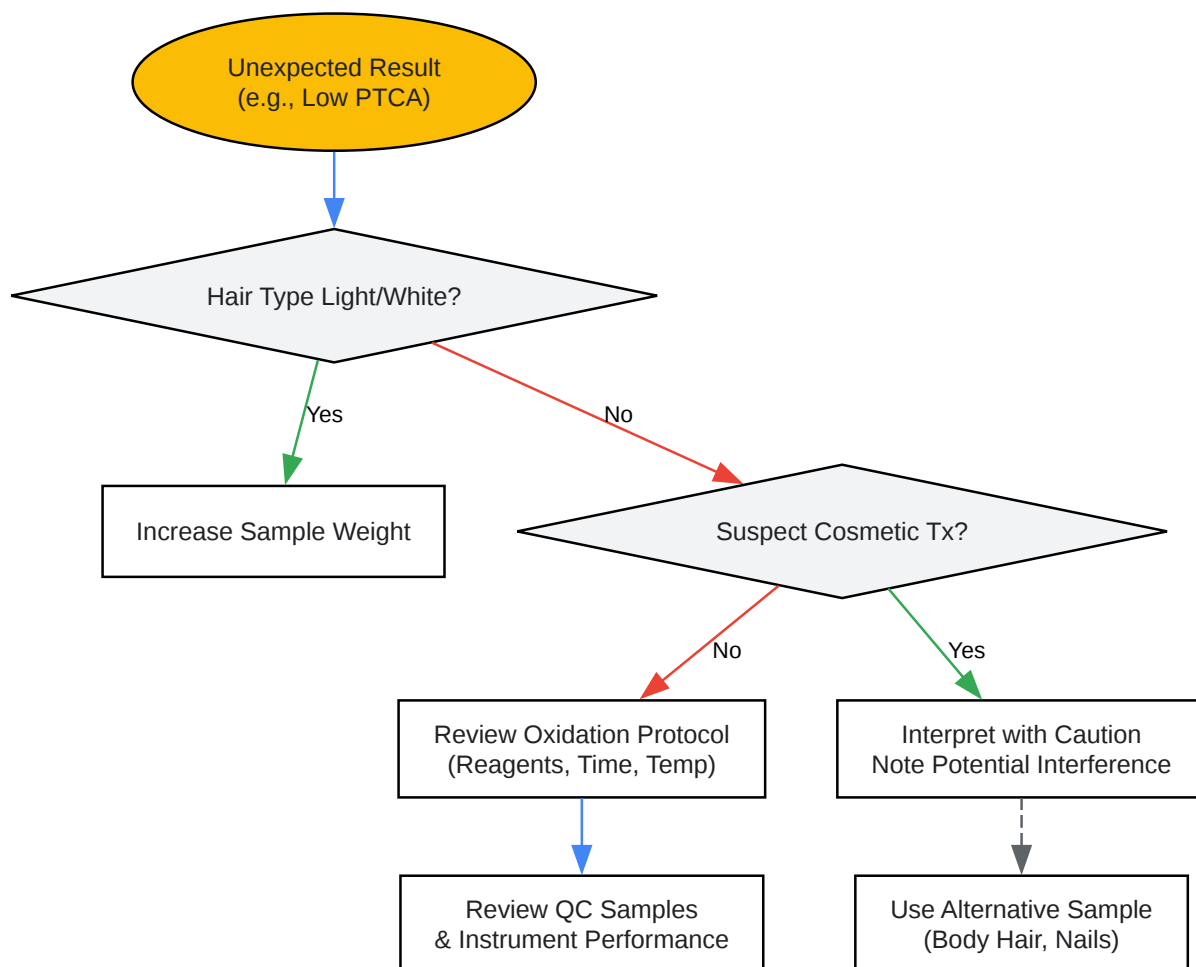 Unexpected Result
(e.g., Low PTCA)
Hair Type Light/White?
Yes
No
Increase Sample Weight
Suspect Cosmetic Tx?
No
Yes
Review Oxidation Protocol
(Reagents, Time, Temp)
Interpret with Caution
Note Potential Interference
Review QC Samples
& Instrument Performance
Use Alternative Sample
(Body Hair, Nails)